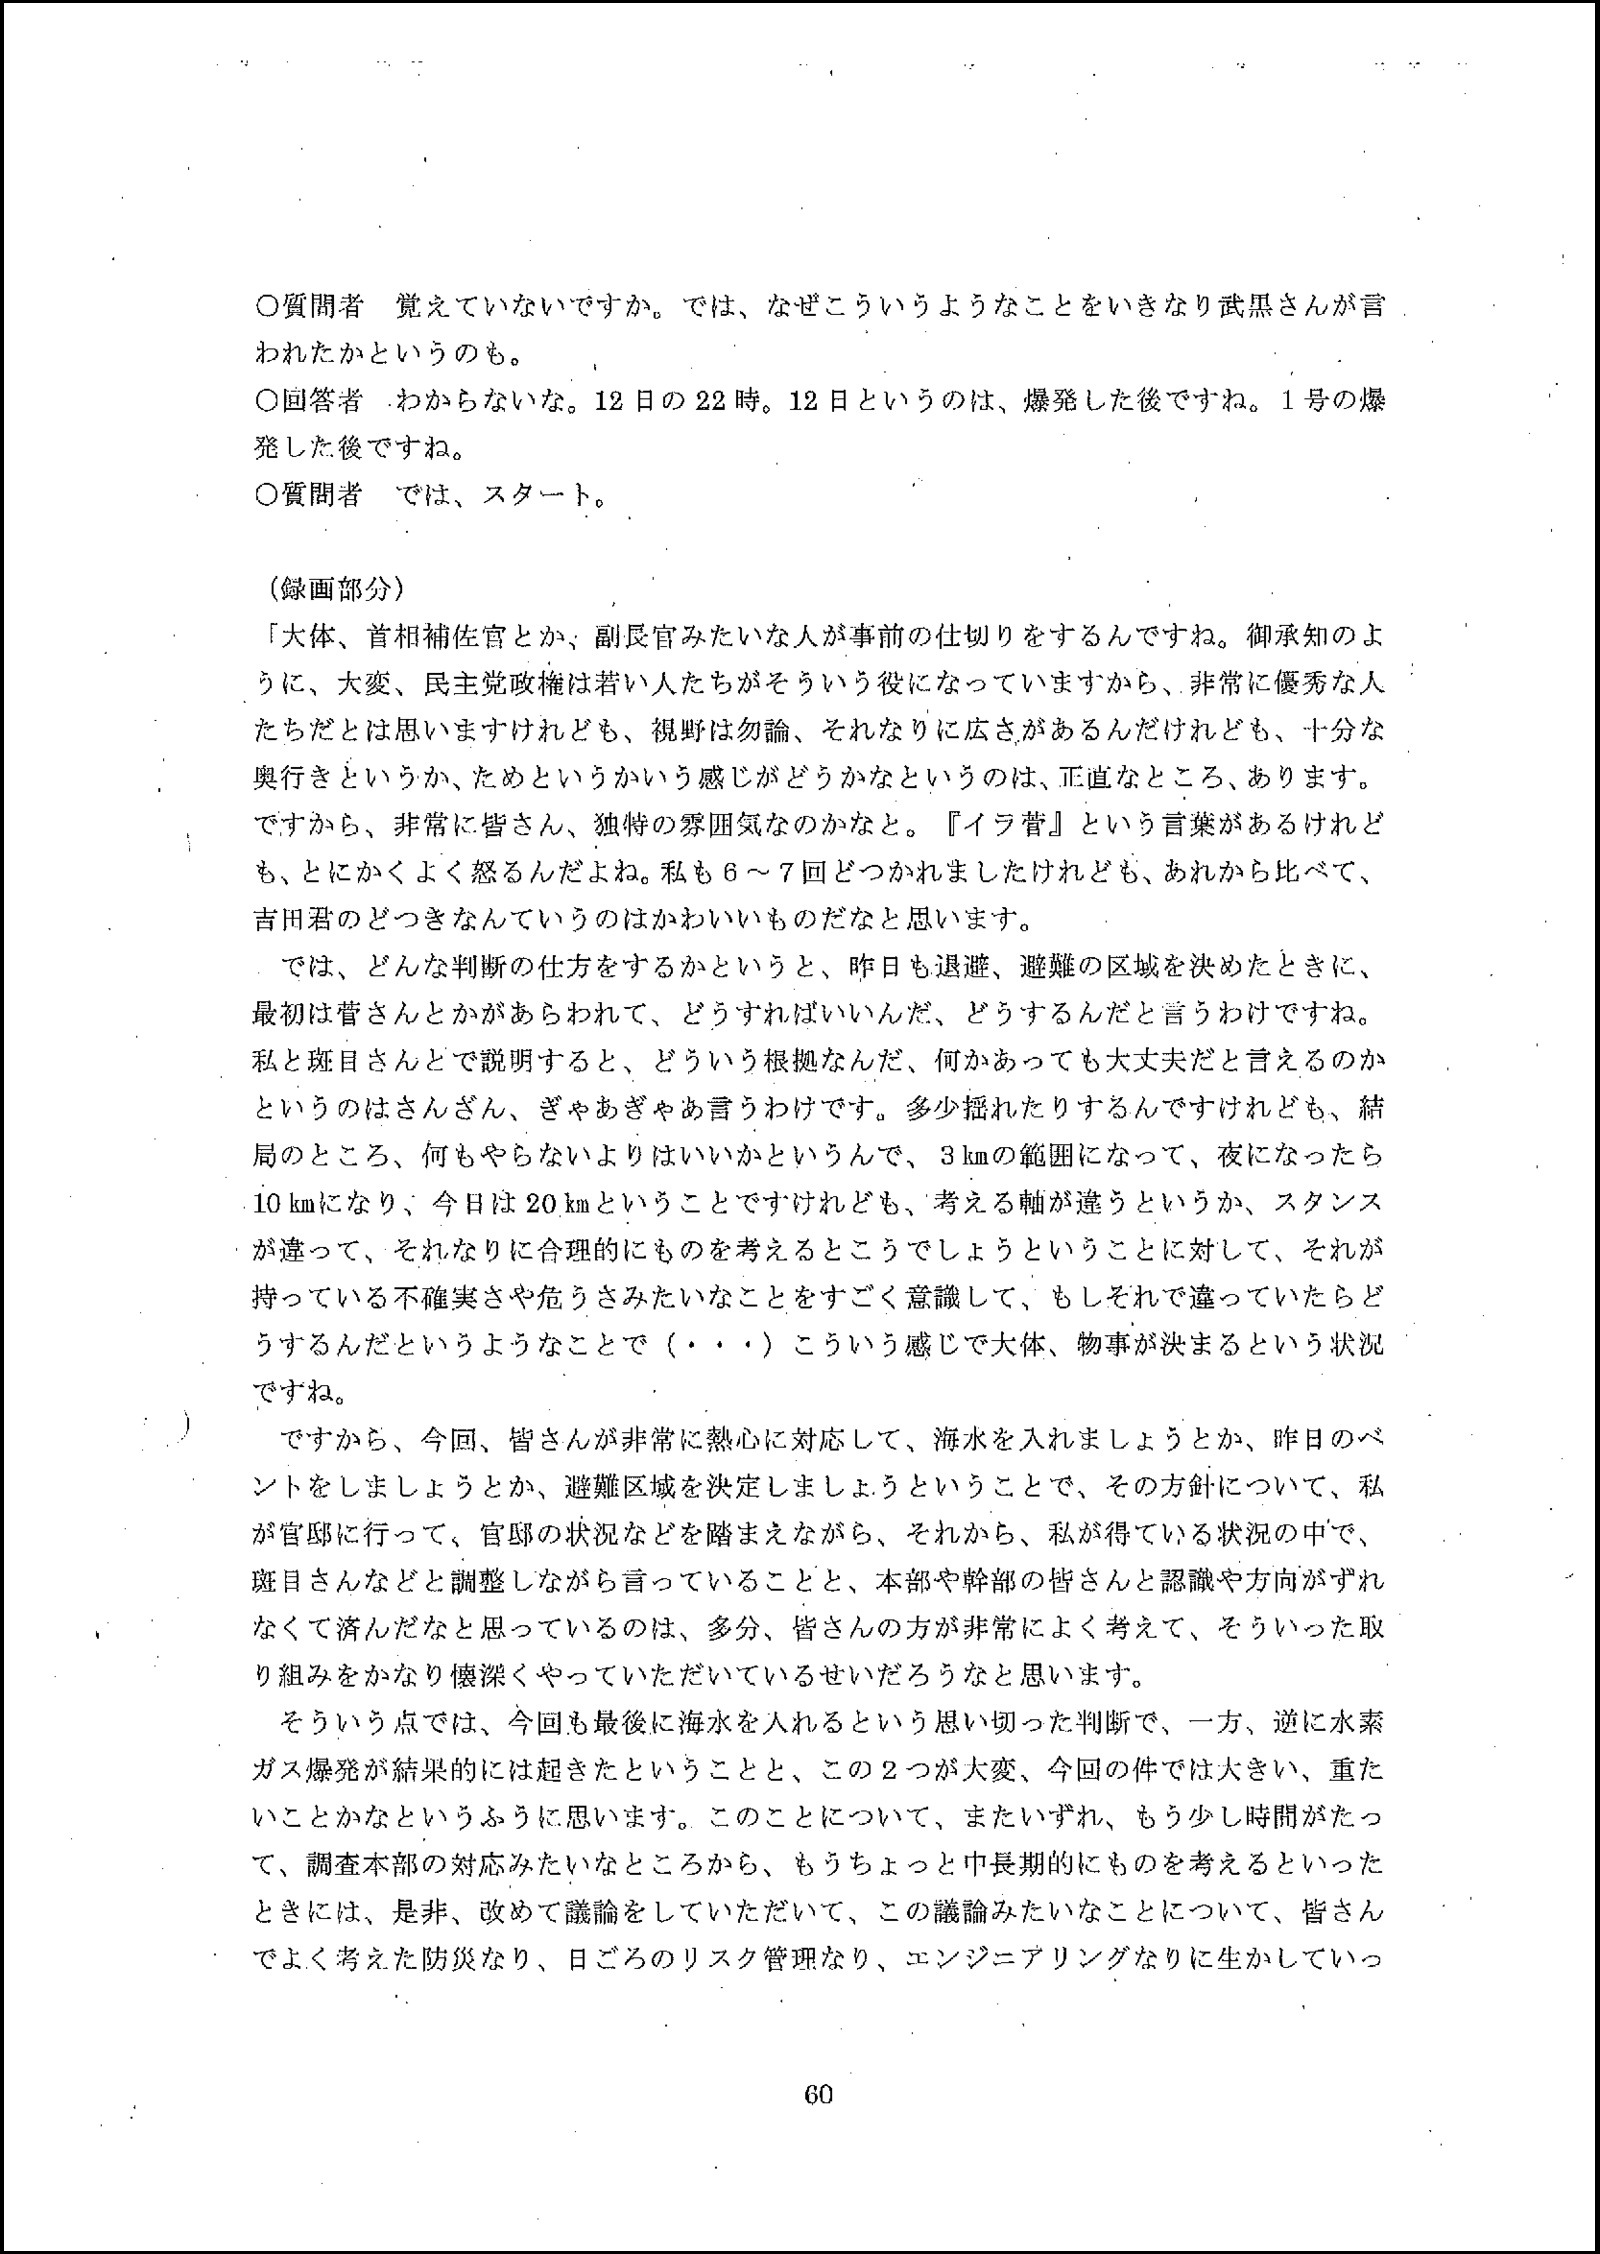 ○質問者　覚えていないですか。では、なぜこういうようなことをいきなり武黒さんが言
われたかというのも。
○回答者　わからないな。12 日の 22 時。12 日というのは、爆発した後ですね。１号の爆
発した後ですね。
○質問者　では、スタート。
（録画部分）
「大体、首相補佐官とか、副長官みたいな人が事前の仕切りをするんですね。御承知のよ
うに、大変、民主党政権は若い人たちがそういう役になっていますから、非常に優秀な人
たちだとは思いますけれども、視野は勿論、それなりに広さがあるんだけれども、十分な
奥行きというか、ためというかいう感じがどうかなというのは、正直なところ、あります。
ですから、非常に皆さん、独特の雰囲気なのかなと。『イラ菅』という言葉があるけれど
も、とにかくよく怒るんだよね。私も６～７回どつかれましたけれども、あれから比べて、
吉田君のどつきなんていうのはかわいいものだなと思います。
　では、どんな判断の仕方をするかというと、昨日も退避、避難の区域を決めたときに、
最初は菅さんとかがあらわれて、どうすればいいんだ、どうするんだと言うわけですね。
私と斑目さんとで説明すると、どういう根拠なんだ、何かあっても大丈夫だと言えるのか
というのはさんざん、ぎゃあぎゃあ言うわけです。多少揺れたりするんですけれども、結
局のところ、何もやらないよりはいいかというんで、３㎞の範囲になって、夜になったら
10 ㎞になり、今日は 20 ㎞ということですけれども、考える軸が違うというか、スタンス
が違って、それなりに合理的にものを考えるとこうでしょうということに対して、それが
持っている不確実さや危うさみたいなことをすごく意識して、もしそれで違っていたらど
うするんだというようなことで（・・・）こういう感じで大体、物事が決まるという状況
ですね。
　ですから、今回、皆さんが非常に熱心に対応して、海水を入れましょうとか、昨日のベ
ントをしましょうとか、避難区域を決定しましょうということで、その方針について、私
が官邸に行って、官邸の状況などを踏まえながら、それから、私が得ている状況の中で、
斑目さんなどと調整しながら言っていることと、本部や幹部の皆さんと認識や方向がずれ
なくて済んだなと思っているのは、多分、皆さんの方が非常によく考えて、そういった取
り組みをかなり懐深くやっていただいているせいだろうなと思います。
　そういう点では、今回も最後に海水を入れるという思い切った判断で、一方、逆に水素
ガス爆発が結果的には起きたということと、この２つが大変、今回の件では大きい、重た
いことかなというふうに思います。このことについて、またいずれ、もう少し時間がたっ
て、調査本部の対応みたいなところから、もうちょっと中長期的にものを考えるといった
ときには、是非、改めて議論をしていただいて、この議論みたいなことについて、皆さん
でよく考えた防災なり、日ごろのリスク管理なり、エンジニアリングなりに生かしていっ
60